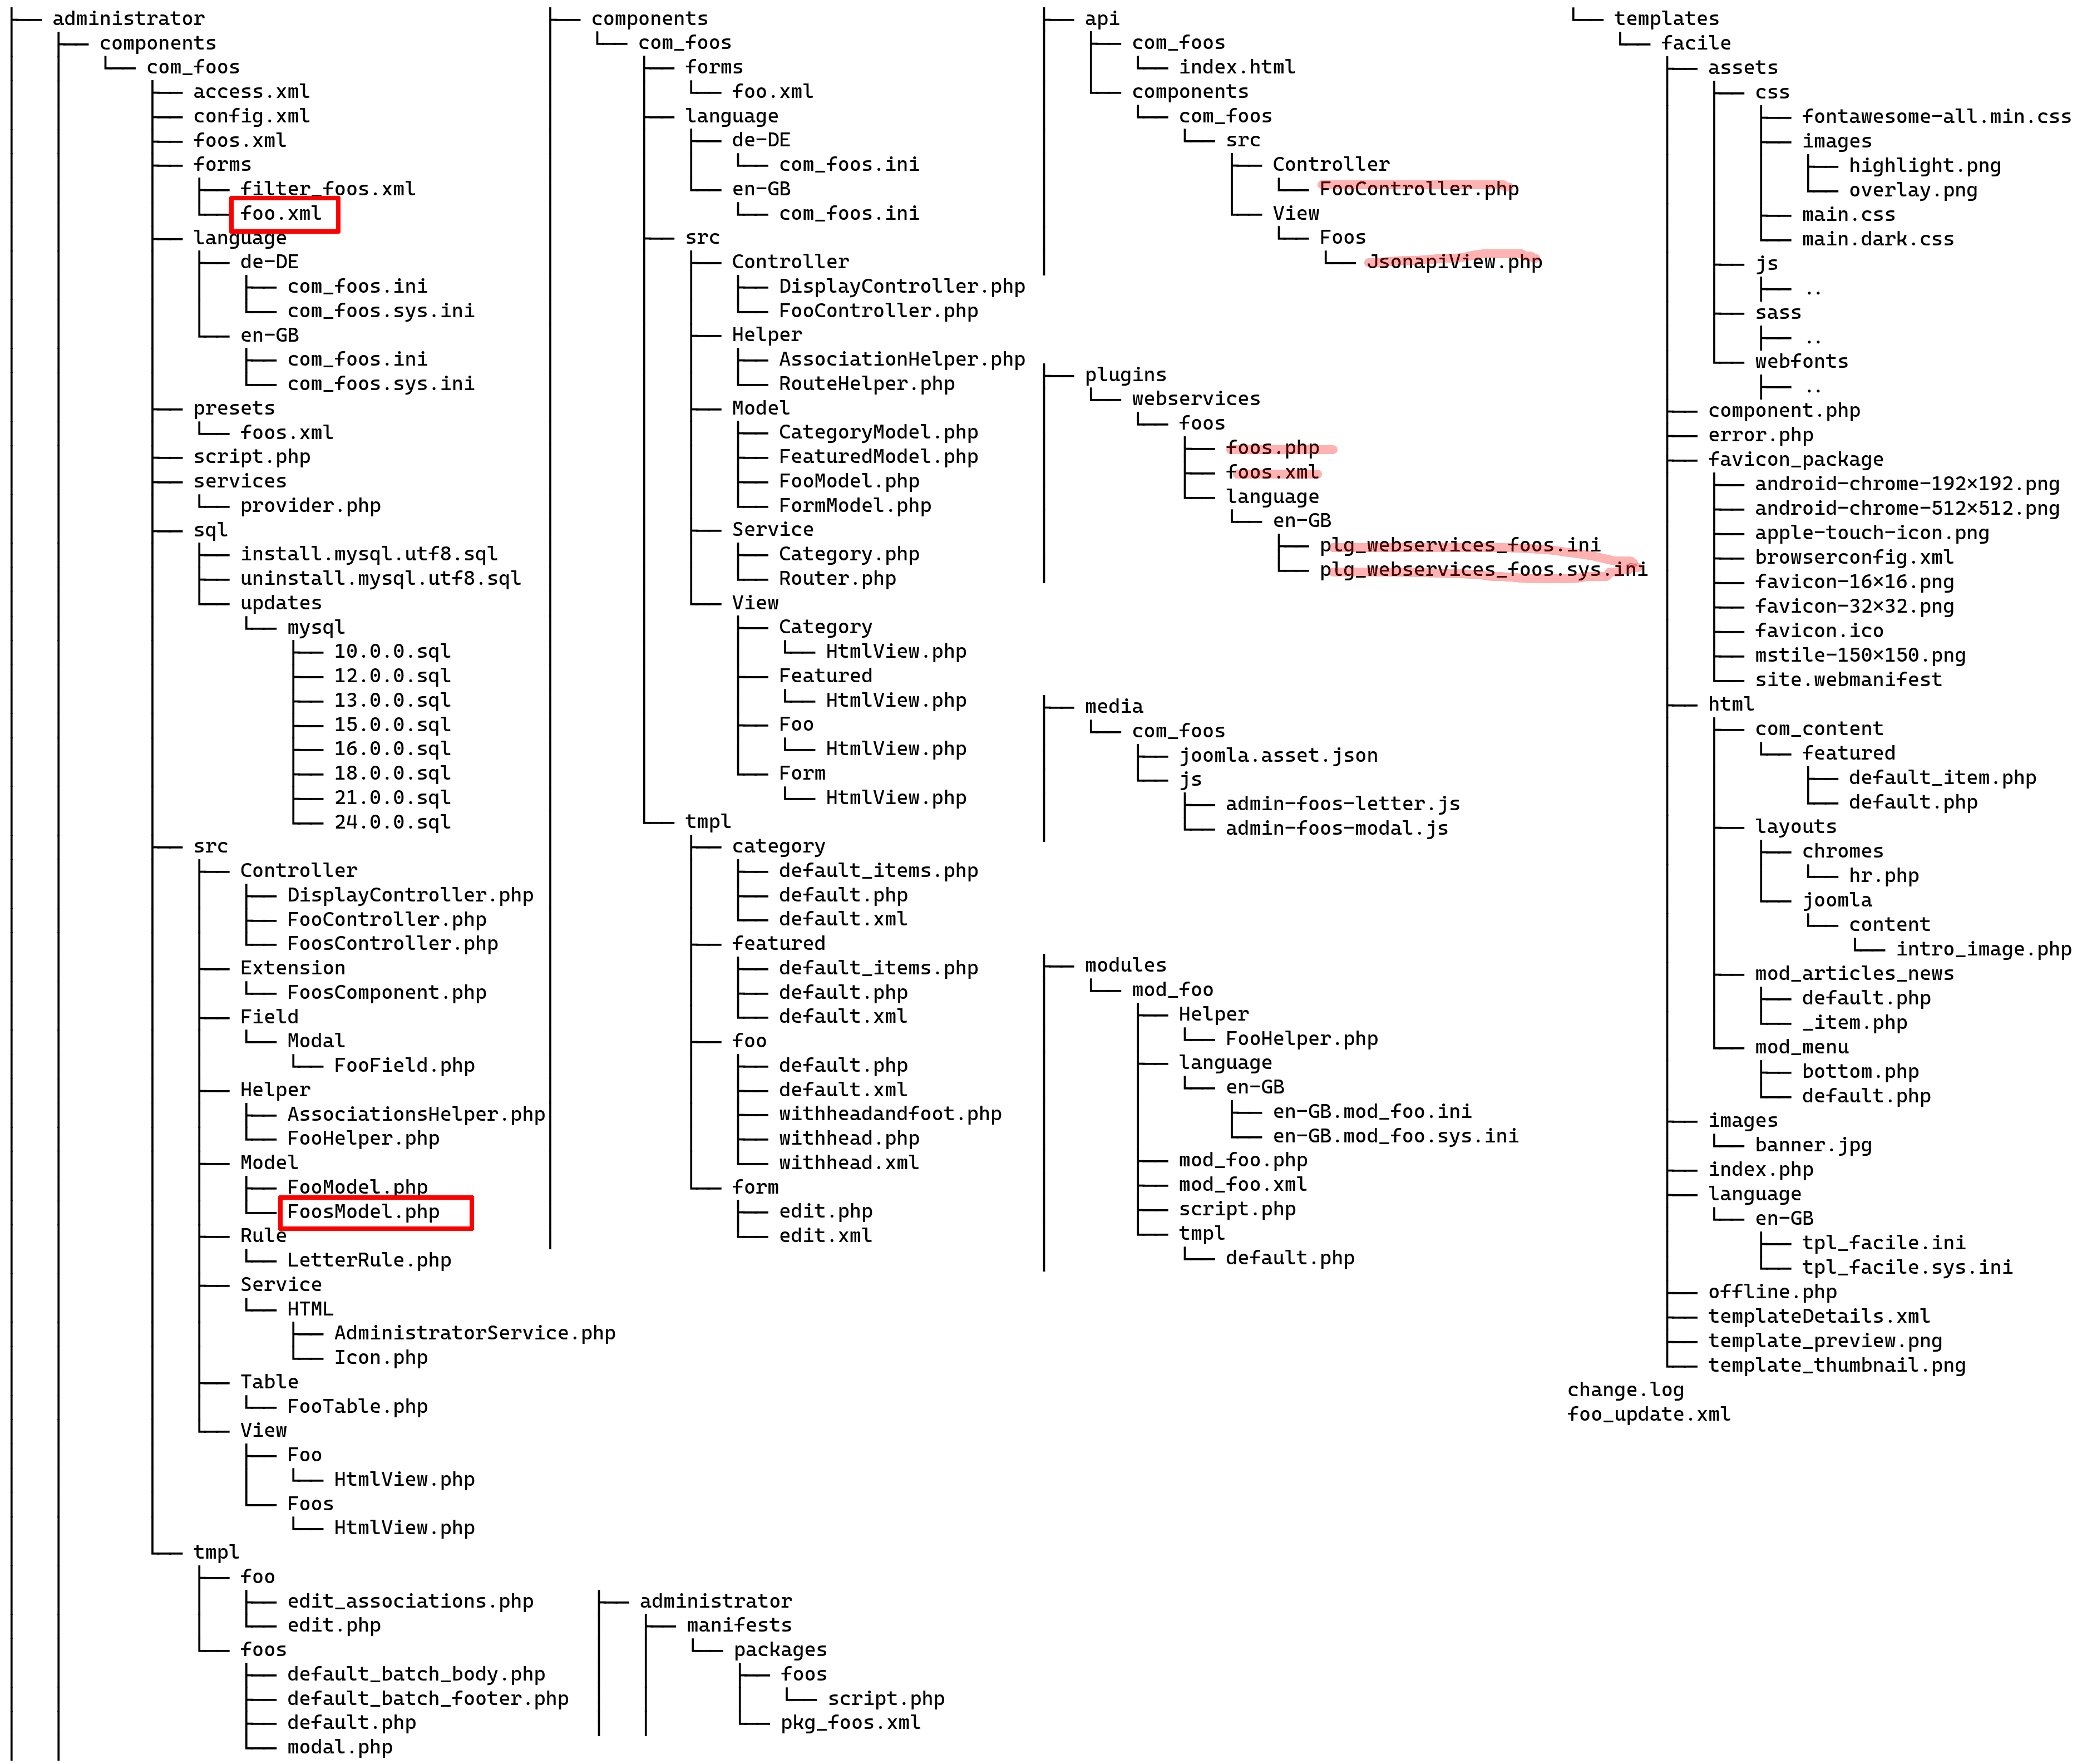 administrator
components
com_foos
access.xml
config.xml
foos.xml
forms
filter_foos.xml
foo.xml
language
de-DE
com_foos.ini
com_foos.sys.ini
en-GB
com_foos.ini
com_foos.sys.ini
presets
foos.xml
script.php
services
provider.php
sql
install.mysql.utf8.sql
uninstall.mysql.utf8.sql
updates
mysql
10.0.0.sql
12.0.0.sql
13.0.0.sql
15.0.0.sql
16.0.0.sql
18.0.0.sql
21.0.0.sql
24.0.0.sql
src
Controller
DisplayController.php
FooController.php
FoosController.php
Extension
FoosComponent.php
Field
Modal
FooField.php
Helper
AssociationsHelper.php
FooHelper.php
Model
FooModel.php
FoosModel.php
Rule
LetterRule.php
Service
HTML
AdministratorService.php
Icon.php
Table
FooTable.php
View
Foo
HtmlView.php
Foos
HtmlView.php
tmpl
foo
edit_associations.php
edit.php
foos
default_batch_body.php
default_batch_footer.php
default.php
modal.php
components
com_foos
forms
foo.xml
language
de-DE
com_foos.ini
en-GB
com_foos.ini
src
Controller
DisplayController.php
FooController.php
Helper
AssociationHelper.php
RouteHelper.php
Model
CategoryModel.php
FeaturedModel.php
FooModel.php
FormModel.php
Service
Category.php
Router.php
View
Category
HtmlView.php
Featured
HtmlView.php
Foo
HtmlView.php
Form
HtmlView.php
tmpl
category
default_items.php
default.php
default.xml
featured
default_items.php
default.php
default.xml
foo
default.php
default.xml
withheadandfoot.php
withhead.php
withhead.xml
form
edit.php
edit.xml
administrator
manifests
packages
foos
script.php
pkg_foos.xml
api
com_foos
index.html
components
com_foos
src
Controller
FooController.php
View
Foos
JsonapiView.php
plugins
webservices
foos
foos.php
foos.xml
language
en-GB
plg_webservices_foos.ini
plg_webservices_foos.sys.ini
media
com_foos
joomla.asset.json
js
admin-foos-letter.js
admin-foos-modal.js
modules
mod_foo
Helper
FooHelper.php
language
en-GB
en-GB.mod_foo.ini
en-GB.mod_foo.sys.ini
mod_foo.php
mod_foo.xml
script.php
tmpl
default.php
templates
facile
assets
css
fontawesome-all.min.css
images
highlight.png
overlay.png
main.css
main.dark.css
js
..
sass
..
webfonts
..
component.php
error.php
favicon_package
android-chrome-192×192.png
android-chrome-512×512.png
apple-touch-icon.png
browserconfig.xml
favicon-16×16.png
favicon-32×32.png
favicon.ico
mstile-150×150.png
site.webmanifest
html
com_content
featured
default_item.php
default.php
layouts
chromes
hr.php
joomla
content
intro_image.php
mod_articles_news
default.php
_item.php
mod_menu
bottom.php
default.php
images
banner.jpg
index.php
language
en-GB
tpl_facile.ini
tpl_facile.sys.ini
offline.php
templateDetails.xml
template_preview.png
template_thumbnail.png
change.log
foo_update.xml